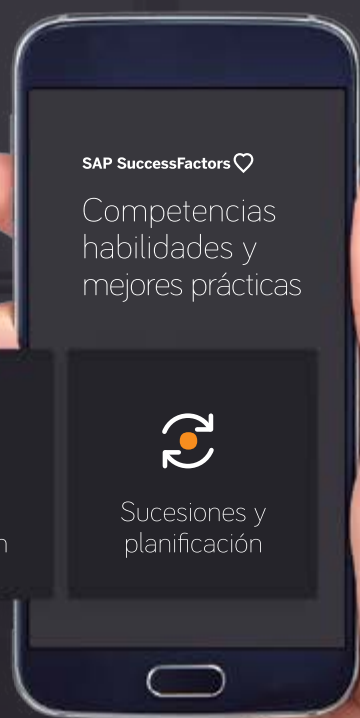 SAP SuccessFactors
Competencias
habilidades y
mejores prácticas
Sucesiones y
planificación